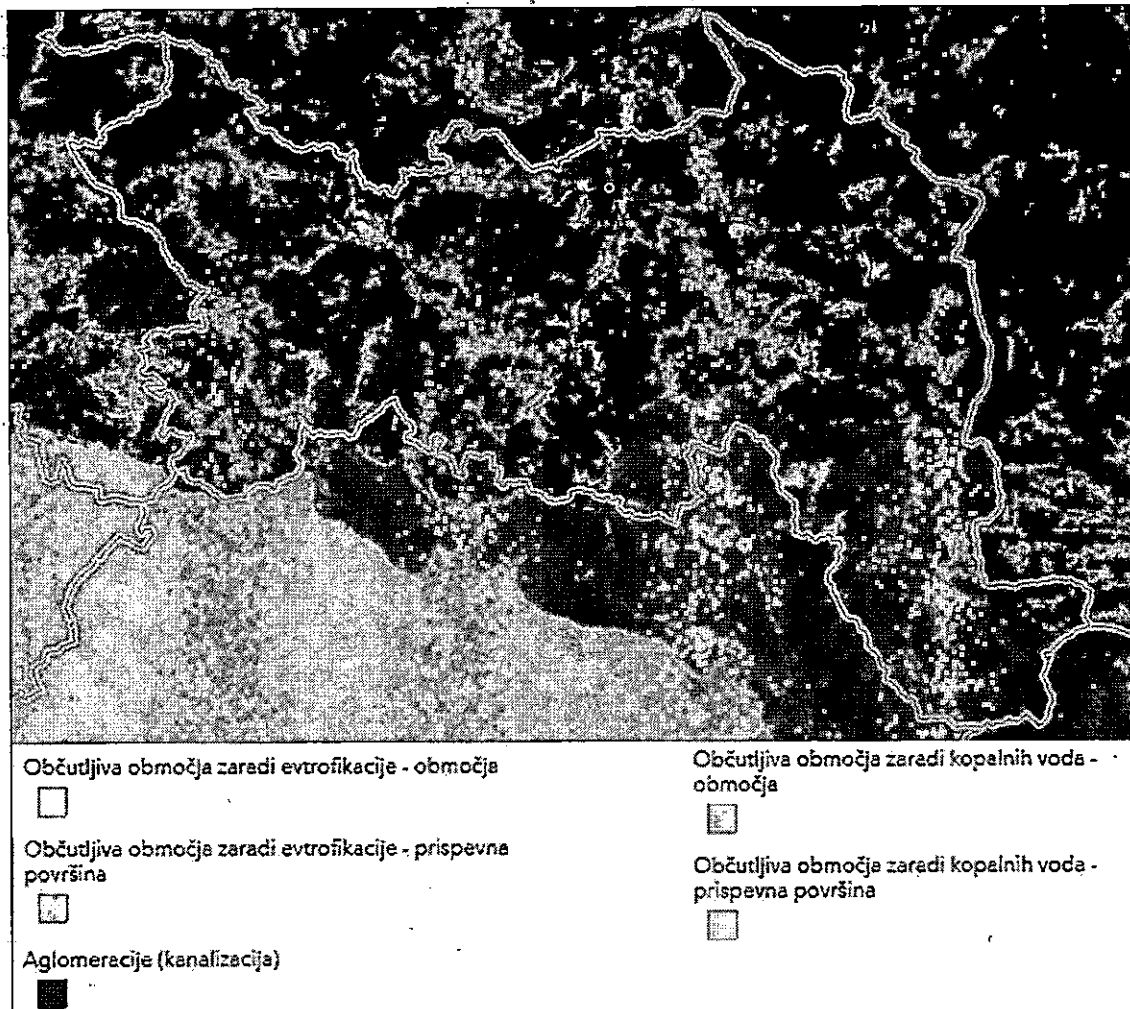 Občutljiva območja zaradi evtrofikacije - območja
Občutljiva območja zaradi evtrofikacije - prispevna
površina
Aglomeracije (kanalizacija)
Občutljiva območja zaradi kopalnih voda -
območja
Občutljiva območja zaradi kopalnih voda -
prispevna površina